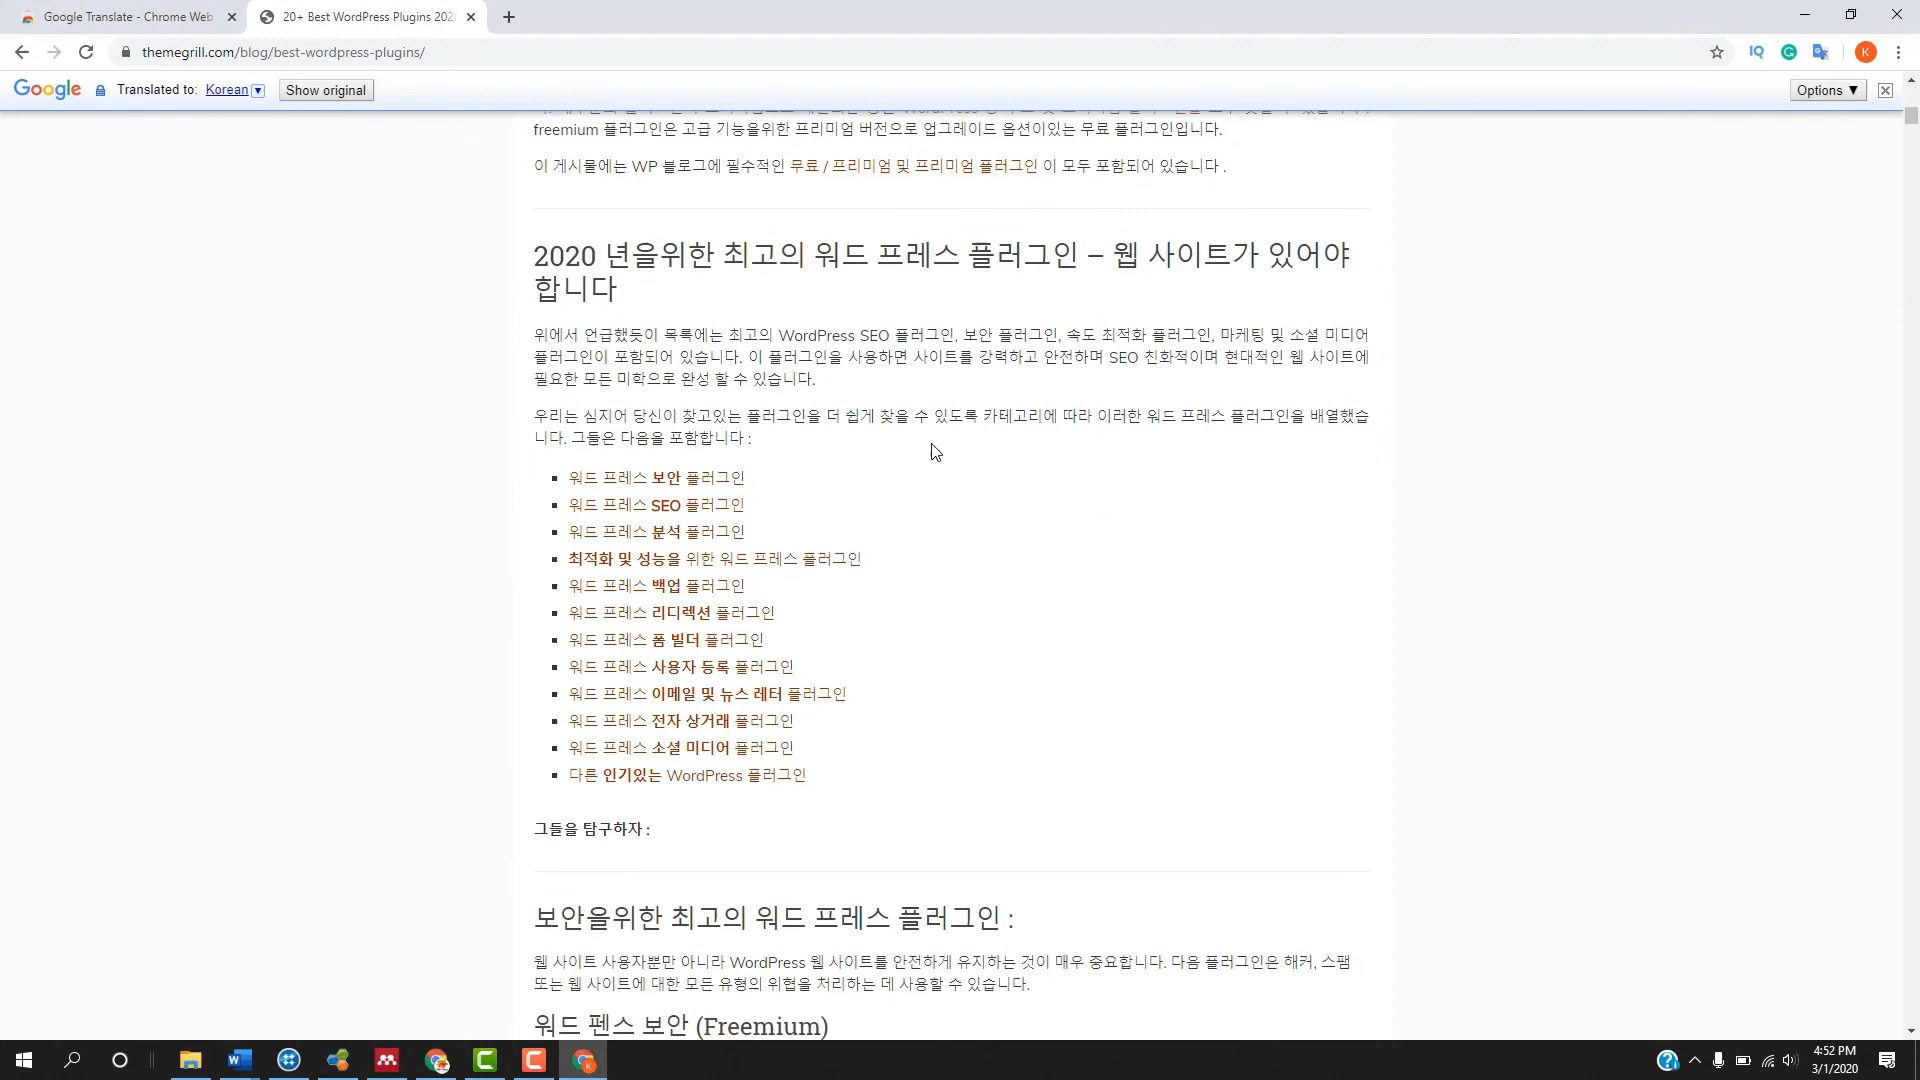 Google Translate - Chrome Web
20+ Best WordPress Plugins 202
themegrill.com/blog/best-wordpress-plugins/
IQ
K
Google
Translated to: Korean
Show original
Options ▼
freemium 플러그인은 고급 기능을위한 프리미엄 버전으로 업그레이드 옵션이있는 무료 플러그인입니다.
이 게시물에는 WP 블로그에 필수적인 무료 / 프리미엄 및 프리미엄 플러그인 이 모두 포함되어 있습니다 .
2020 년을위한 최고의 워드 프레스 플러그인 – 웹 사이트가 있어야
합니다
위에서 언급했듯이 목록에는 최고의 WordPress SEO 플러그인, 보안 플러그인, 속도 최적화 플러그인, 마케팅 및 소셜 미디어
플러그인이 포함되어 있습니다. 이 플러그인을 사용하면 사이트를 강력하고 안전하며 SEO 친화적이며 현대적인 웹 사이트에
필요한 모든 미학으로 완성 할 수 있습니다.
우리는 심지어 당신이 찾고있는 플러그인을 더 쉽게 찾을 수 있도록 카테고리에 따라 이러한 워드 프레스 플러그인을 배열했습
니다. 그들은 다음을 포함합니다 :
워드 프레스 보안 플러그인
워드 프레스 SEO 플러그인
워드 프레스 분석 플러그인
최적화 및 성능을 위한 워드 프레스 플러그인
워드 프레스 백업 플러그인
워드 프레스 리디렉션 플러그인
워드 프레스 폼 빌더 플러그인
워드 프레스 사용자 등록 플러그인
워드 프레스 이메일 및 뉴스 레터 플러그인
워드 프레스 전자 상거래 플러그인
워드 프레스 소셜 미디어 플러그인
다른 인기있는 WordPress 플러그인
그들을 탐구하자 :
보안을위한 최고의 워드 프레스 플러그인 :
웹 사이트 사용자뿐만 아니라 WordPress 웹 사이트를 안전하게 유지하는 것이 매우 중요합니다. 다음 플러그인은 해커, 스팸
또는 웹 사이트에 대한 모든 유형의 위협을 처리하는 데 사용할 수 있습니다.
워드 펜스 보안 (Freemium)
4:52 PM
3/1/2020